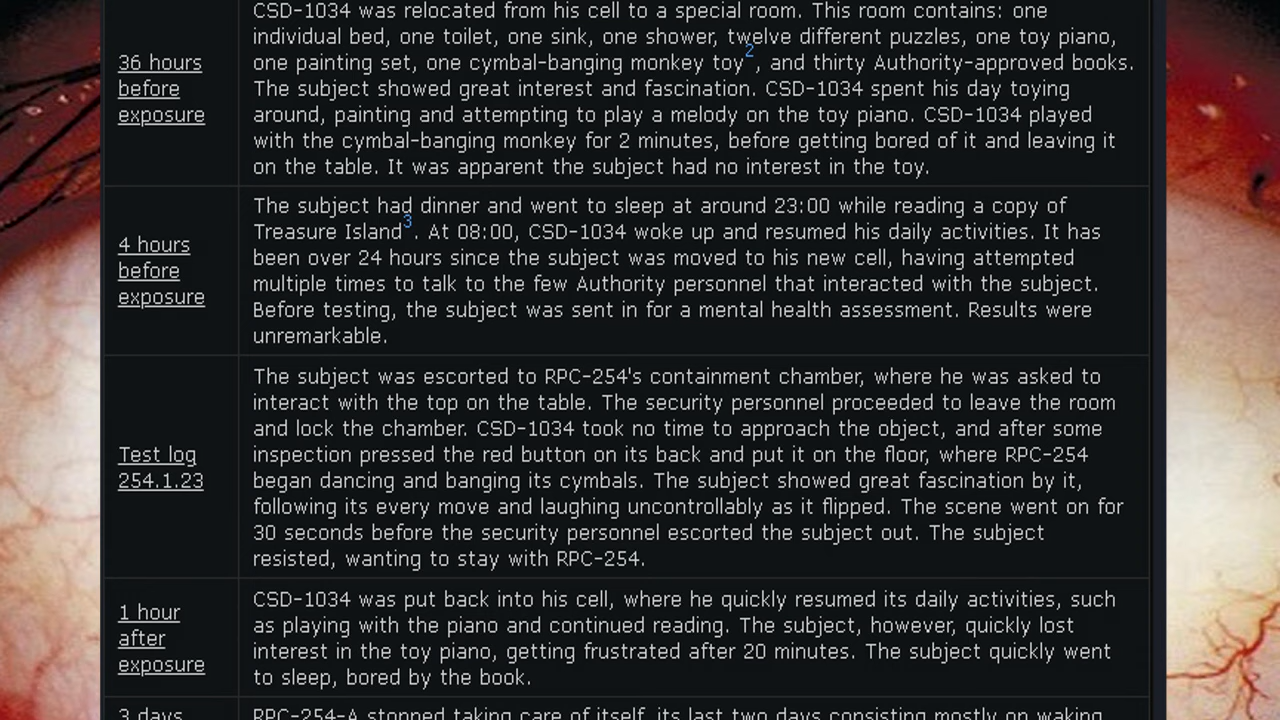 CSD-1034 was relocated from his cell to a special room. This room contains: one
individual bed, one toilet, one sink, one shower, twelve different puzzles, one toy piano,
36 hours
before
exposure
one painting set, one cymbal-banging monkey toy2, and thirty Authority-approved books.
The subject showed great interest and fascination. CSD-1034 spent his day toying
around, painting and attempting to play a melody on the toy piano. CSD-1034 played
with the cymbal-banging monkey for 2 minutes, before getting bored of it and leaving it
on the table. It was apparent the subject had no interest in the toy.
4 hours
before
exposure
The subject had dinner and went to sleep at around 23:00 while reading a copy of
Treasure Island3. At 08:00, CSD-1034 woke up and resumed his daily activities. It has
been over 24 hours since the subject was moved to his new cell, having attempted
multiple times to talk to the few Authority personnel that interacted with the subject.
Before testing, the subject was sent in for a mental health assessment. Results were
unremarkable.
Test log
254.1.23
The subject was escorted to RPC-254's containment chamber, where he was asked to
interact with the top on the table. The security personnel proceeded to leave the room
and lock the chamber. CSD-1034 took no time to approach the object, and after some
inspection pressed the red button on its back and put it on the floor, where RPC-254
began dancing and banging its cymbals. The subject showed great fascination by it,
following its every move and laughing uncontrollably as it flipped. The scene went on for
30 seconds before the security personnel escorted the subject out. The subject
resisted, wanting to stay with RPC-254.
1 hour
after
exposure
CSD-1034 was put back into his cell, where he quickly resumed its daily activities, such
as playing with the piano and continued reading. The subject, however, quickly lost
interest in the toy piano, getting frustrated after 20 minutes. The subject quickly went
to sleep, bored by the book.
3 days
RPC-254-A stopped taking care of itself, its last two days consisting mostly on waking